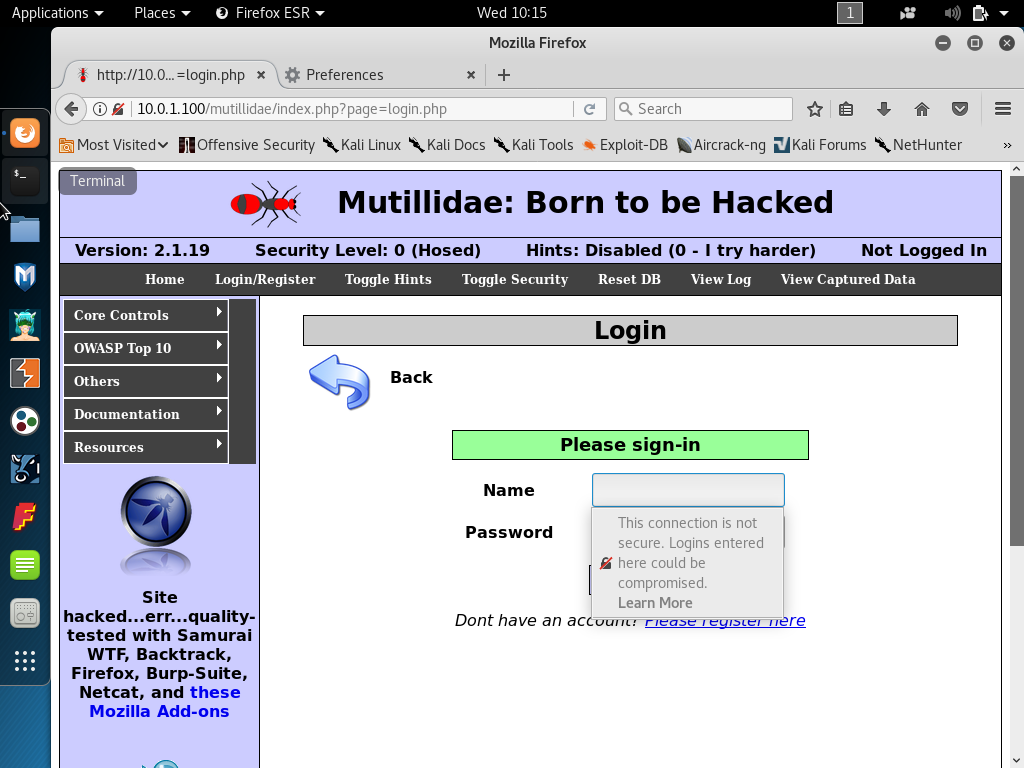 Applications Places Firefox ESR Wed 10:15 1
Mozilla Firefox
http://10.0...=login.php Preferences
10.0.1.100/mutillidae/index.php?page=login.php Search
Most Visited Offensive Security Kali Linux Kali Docs Kali Tools Exploit-DB Aircrack-ng Kali Forums NetHunter »
Terminal
Mutillidae: Born to be Hacked
Version: 2.1.19 Security Level: 0 (Hosed) Hints: Disabled (0 - I try harder) Not Logged In
Home Login/Register Toggle Hints Toggle Security Reset DB View Log View Captured Data
Core Controls
OWASP Top 10
Others
Documentation
Resources
Site
hacked...err...quality-
tested with Samurai
WTF, Backtrack,
Firefox, Burp-Suite,
Netcat, and these
Mozilla Add-ons
Login
Back
Please sign-in
Name
Password
This connection is not
secure. Logins entered
here could be
compromised.
Learn More
Dont have an account? Please register here